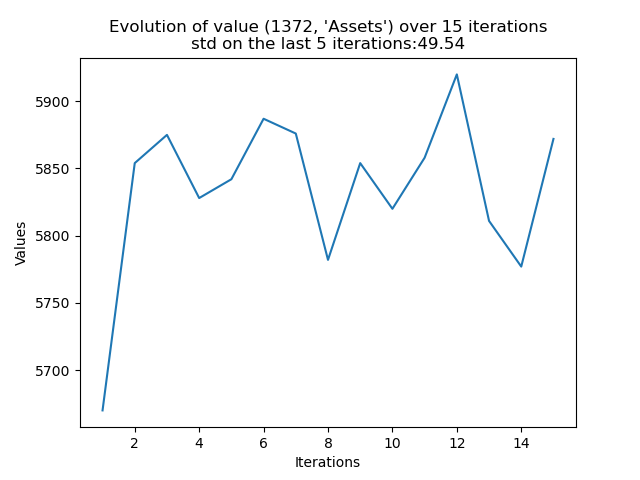 Evolution of value (1372, 'Assets') over 15 iterations
std on the last 5 iterations:49.54
5900
5850
5800
5750
5700
Values
2 4 6 8 10 12 14
Iterations